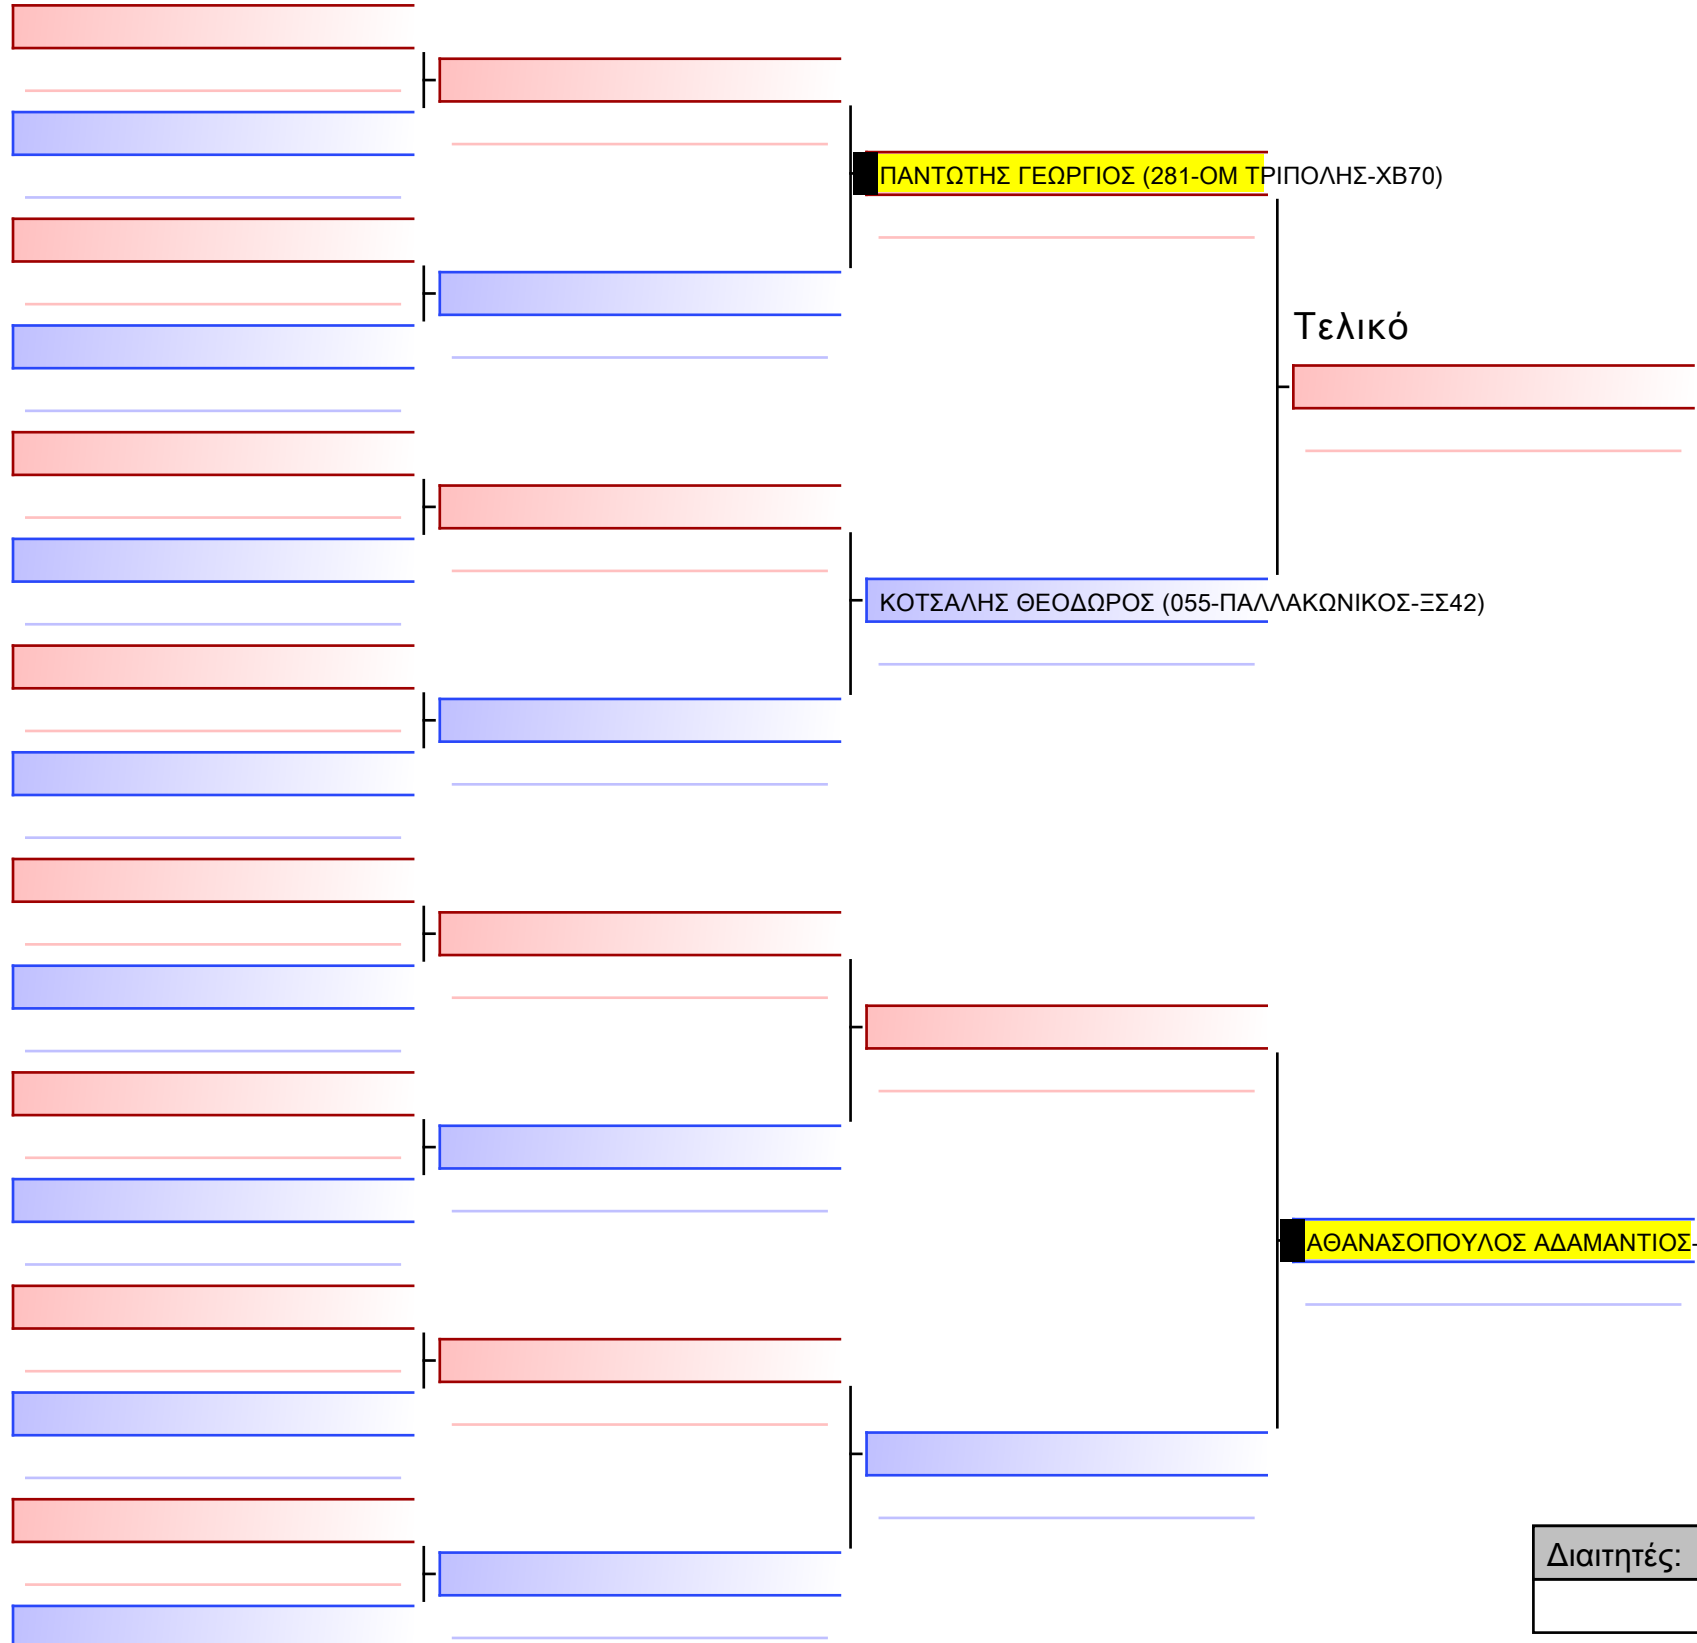 ΠΑΝΤΩΤΗΣ ΓΕΩΡΓΙΟΣ (281-ΟΜ ΤΡΙΠΟΛΗΣ-ΧΒ70)
Τελικό
ΚΟΤΣΑΛΗΣ ΘΕΟΔΩΡΟΣ (055-ΠΑΛΛΑΚΩΝΙΚΟΣ-ΞΣ42)
ΑΘΑΝΑΣΟΠΟΥΛΟΣ ΑΔΑΜΑΝΤΙΟΣ-
Διαιτητές: